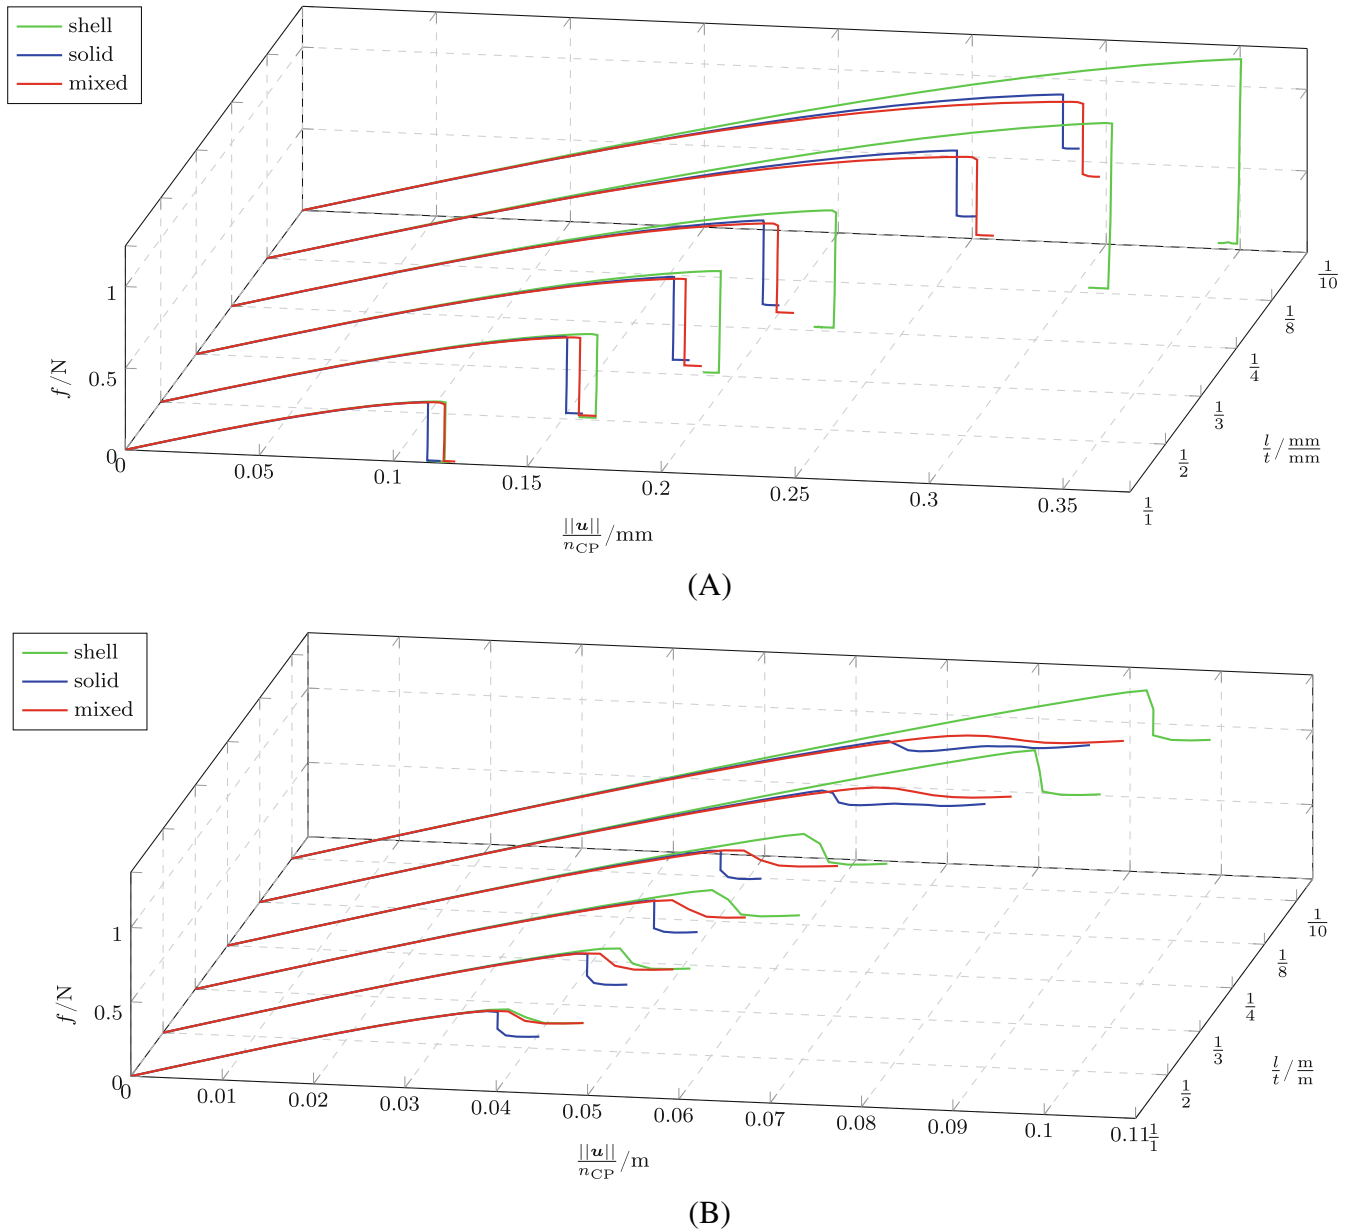 shell
solid
mixed
f/N
1
0.5
0
0
0.05
0.1
0.15
0.2
0.25
0.3
0.35
1/10
1/8
1/4
1/3
1/2
1/1
l/t / mm/mm
||u||/n_CP /mm
(A)
shell
solid
mixed
f/N
1
0.5
0
0
0.01
0.02
0.03
0.04
0.05
0.06
0.07
0.08
0.09
0.1
0.11
1/10
1/8
1/4
1/3
1/2
1/1
l/t / m/m
||u||/n_CP /m
(B)